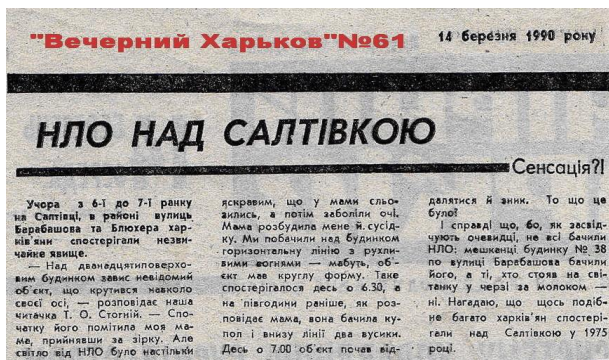 "Вечерний Харьков"№61
14 березня 1990 року
НЛО НАД САЛТІВКОЮ
Сенсація?!
Учора з 6-ї до 7-ї ранку
на Салтівці, в районі вулиць
Барабашова та Блюхера хар-
ків'яни спостерігали незви-
чайне явище.
— Над дванадцятиповерхо-
вим будинком завис невідомий
об'єкт, що крутився навколо
своєї осі, — розповідає наша
читачка Т. О. Стогній. — Спо-
чатку його помітила моя ма-
ма, прийнявши за зірку. Але
світло від НЛО було настільки
яскравим, що у мами сльо-
зились, а потім заболіли очі.
Мама розбудила мене й. сусід-
ку. Ми побачили над будинком
горизонтальну лінію з рухли-
вими вогнями — мабуть, об'-
єкт мав круглу форму. Таке
спостерігалося десь о 6.30, а
на півгодини раніше, як роз-
повідає мама, вона бачила ку-
пол і внизу лінії два вусики.
Десь о 7.00 об'єкт почав від-
далятися й зник. То що це
було?
І справді що, бо, як засвід-
чують очевидці, не всі бачили
НЛО: мешканці будинку № 38
по вулиці Барабашова бачили
його, а ті, хто стояв на сві-
танку у черзі за молоком —
ні. Нагадаю, що щось подіб-
не багато харків'ян спостері-
гали над Салтівкою у 1975
році.